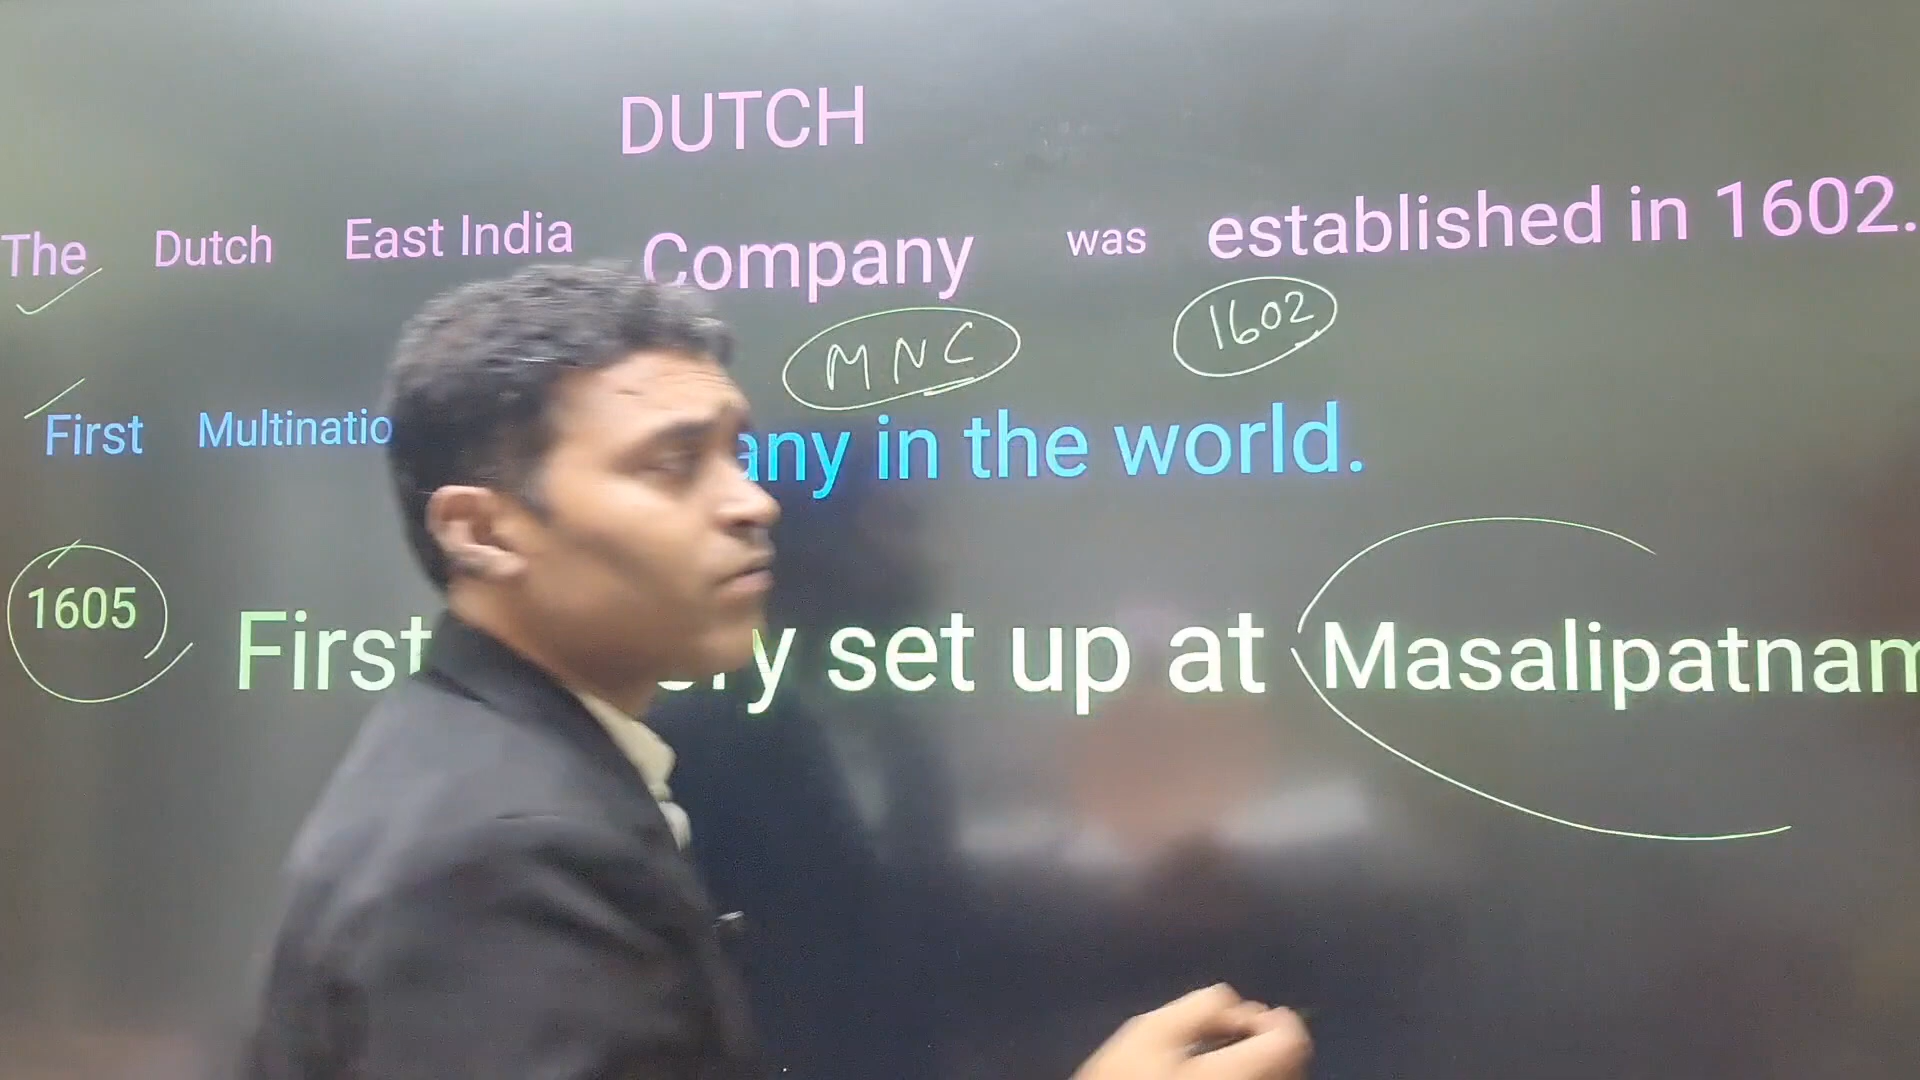 DUTCH
The Dutch East India Company was established in 1602.
MNC 1602
First Multinatio any in the world.
1605 First ry set up at Masalipatnam